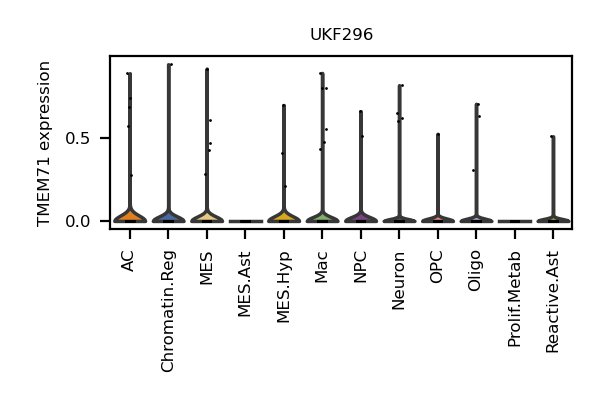 UKF296
TMEM71 expression
0.5
0.0
AC
Chromatin.Reg
MES
MES.Ast
MES.Hyp
Mac
NPC
Neuron
OPC
Oligo
Prolif.Metab
Reactive.Ast